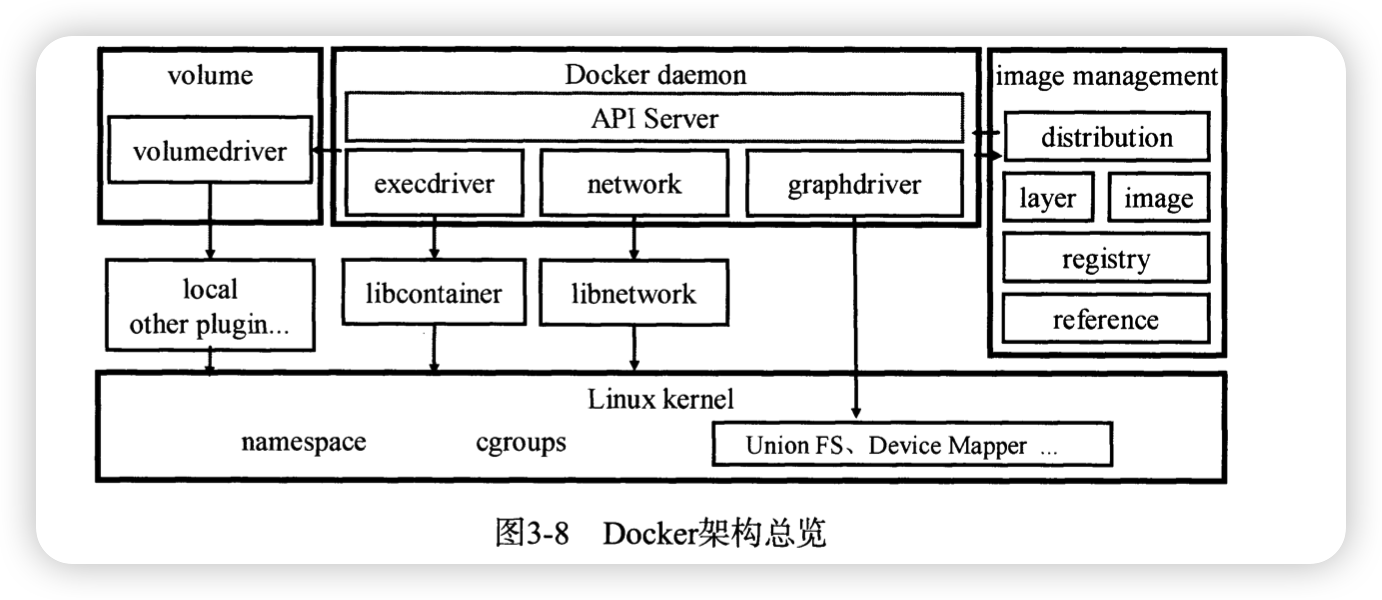 volume
Docker daemon
image management
API Server
distribution
volumedriver
execdriver
network
graphdriver
layer
image
registry
local
other plugin...
libcontainer
libnetwork
reference
Linux kernel
namespace
cgroups
Union FS、Device Mapper ...
图3-8 Docker架构总览